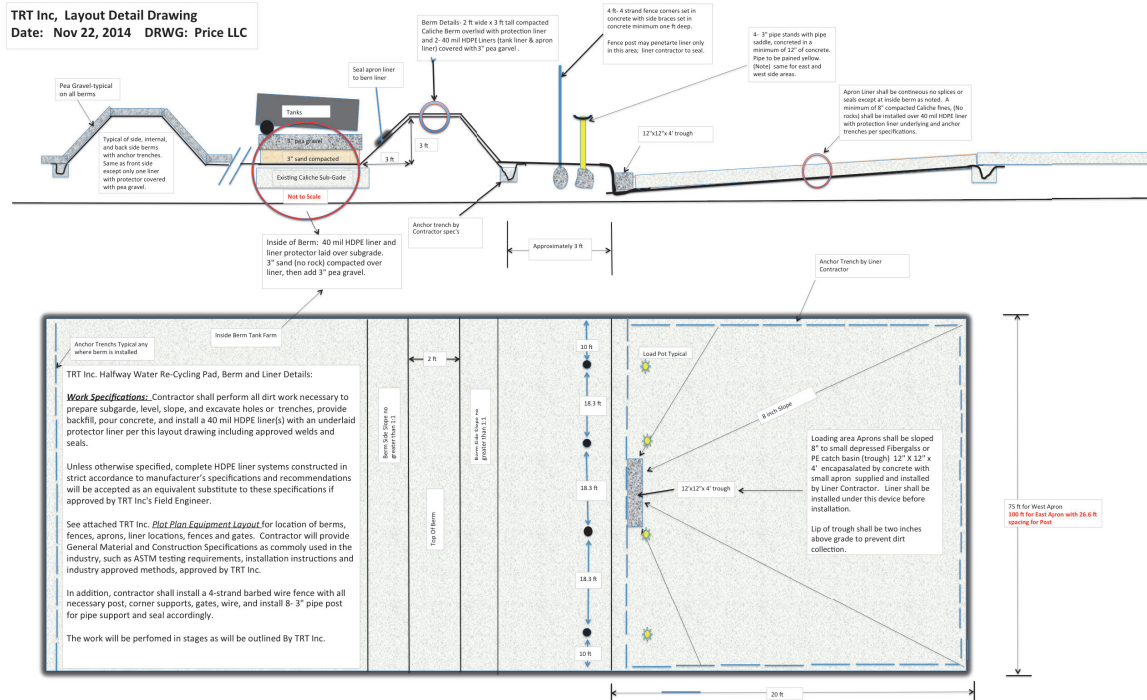 TRT Inc, Layout Detail Drawing
Date:  Nov 22, 2014   DRWG:  Price LLC
Pea Gravel-typical
on all berms
Typical of side, internal,
and back side berms
with anchor trenches.
Same as front side
except only one liner
with protector covered
with pea gravel.
Tanks
3" pea gravel
3" sand compacted
Existing Caliche Sub-Gade
Not to Scale
Seal apron liner
to bern liner
Berm Details- 2 ft wide x 3 ft tall compacted
Caliche Berm overlaid with protection liner
and 2- 40 mil HDPE Liners (tank liner & apron
liner) covered with3" pea garvel .
3 ft
3 ft
4 ft- 4 strand fence corners set in
concrete with side braces set in
concrete minimum one ft deep.
Fence post may penetarte liner only
in this area;  liner contractor to seal.
4-  3" pipe stands with pipe
saddle, concreted in a
minimum of 12" of concrete.
Pipe to be pained yellow.
(Note)  same for east and
west side areas.
12"x12"x 4' trough
Apron Liner shall be contineous no splices or
seals except at inside berm as noted.  A
minimum of 8" compacted Caliche fines, (No
rocks) shall be installed over 40 mil HDPE liner
with protection liner underlying and anchor
trenches per specifications.
Inside of Berm:  40 mil HDPE liner and
liner protector laid over subgrade.
3" sand (no rock) compacted over
liner, then add 3" pea gravel.
Anchor trench by
Contractor spec's
Approximately 3 ft
Anchor Trench by Liner
Contractor
Inside Berm Tank Farm
Anchor Trenchs Typical any
where berm is installed
TRT Inc. Halfway Water Re-Cycling Pad, Berm and Liner Details:
Work Specifications:  Contractor shall perform all dirt work necessary to
prepare subgarde, level, slope, and excavate holes or  trenches, provide
backfill, pour concrete, and install a 40 mil HDPE liner(s) with an underlaid
protector liner per this layout drawing including approved welds and
seals.
Unless otherwise specified, complete HDPE liner systems constructed in
strict accordance to manufacturer's specifications and recommendations
will be accepted as an equivalent substitute to these specifications if
approved by TRT Inc's Field Engineer.
See attached TRT Inc. Plot Plan Equipment Layout for location of berms,
fences, aprons, liner locations, fences and gates.  Contractor will provide
General Material and Construction Specifications as commoly used in the
industry, such as ASTM testing requirements, installation instructions and
industry approved methods, approved by TRT Inc.
In addition, contractor shall install a 4-strand barbed wire fence with all
necessary post, corner supports, gates, wire, and install 8- 3" pipe post
for pipe support and seal accordingly.
The work will be perfomed in stages as will be outlined By TRT Inc.
Berm Side Slope no
greater than 1:1
2 ft
Top Of Berm
Berm Side Slope no
greater than 1:1
10 ft
18.3 ft
18.3 ft
18.3 ft
10 ft
Load Pot Typical
8 inch Slope
12'x12"x 4' trough
Loading area Aprons shall be sloped
8" to small depressed Fibergalss or
PE catch basin (trough)  12" X 12" x
4'  encapasalated by concrete with
small apron  supplied and installed
by Liner Contractor.   Liner shall be
installed under this device before
installation.
Lip of trough shall be two inches
above grade to prevent dirt
collection.
75 ft for West Apron
100 ft for East Apron with 26.6 ft
spacing for Post
20 ft